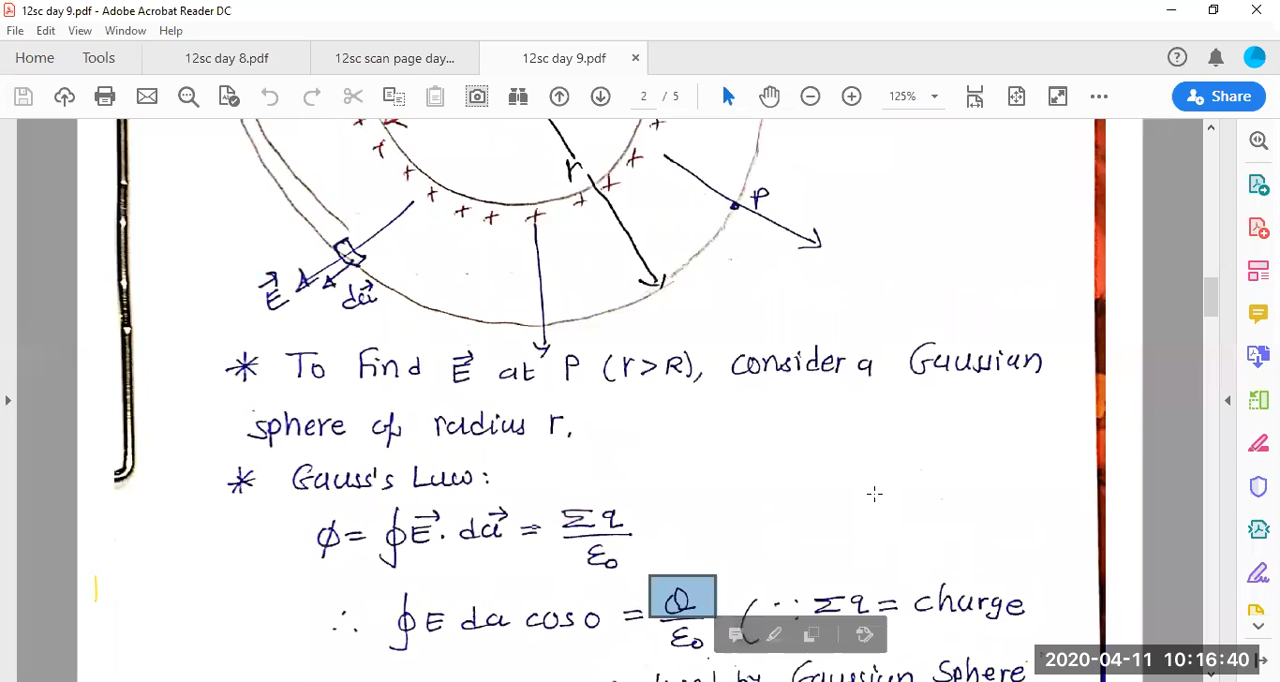 12sc day 9.pdf - Adobe Acrobat Reader DC
File Edit View Window Help
Home Tools 12sc day 8.pdf 12sc scan page day... 12sc day 9.pdf ×
2 / 5 125% Share
r
P
E⃗
da⃗
* To Find E⃗ at P (r>R), consider a Gaussian
sphere of radius r.
* Gauss's Law:
ϕ = ∮E⃗ . da⃗ = Σq/ε₀
∴ ∮E da cos0 = Q/ε₀ (∵ Σq = charge
by Gaussian Sphere
2020-04-11 10:16:40